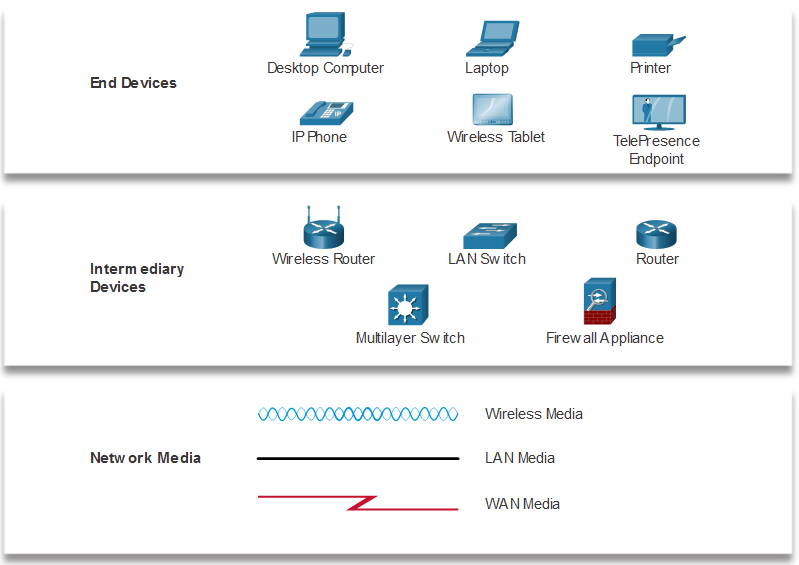 Desktop Computer
Laptop
Printer
End Devices
IP
IP Phone
Wireless Tablet
TelePresence
Endpoint
Wireless Router
LAN Switch
Router
Intermediary
Devices
Multilayer Switch
Firewall Appliance
Wireless Media
Network Media
LAN Media
WAN Media